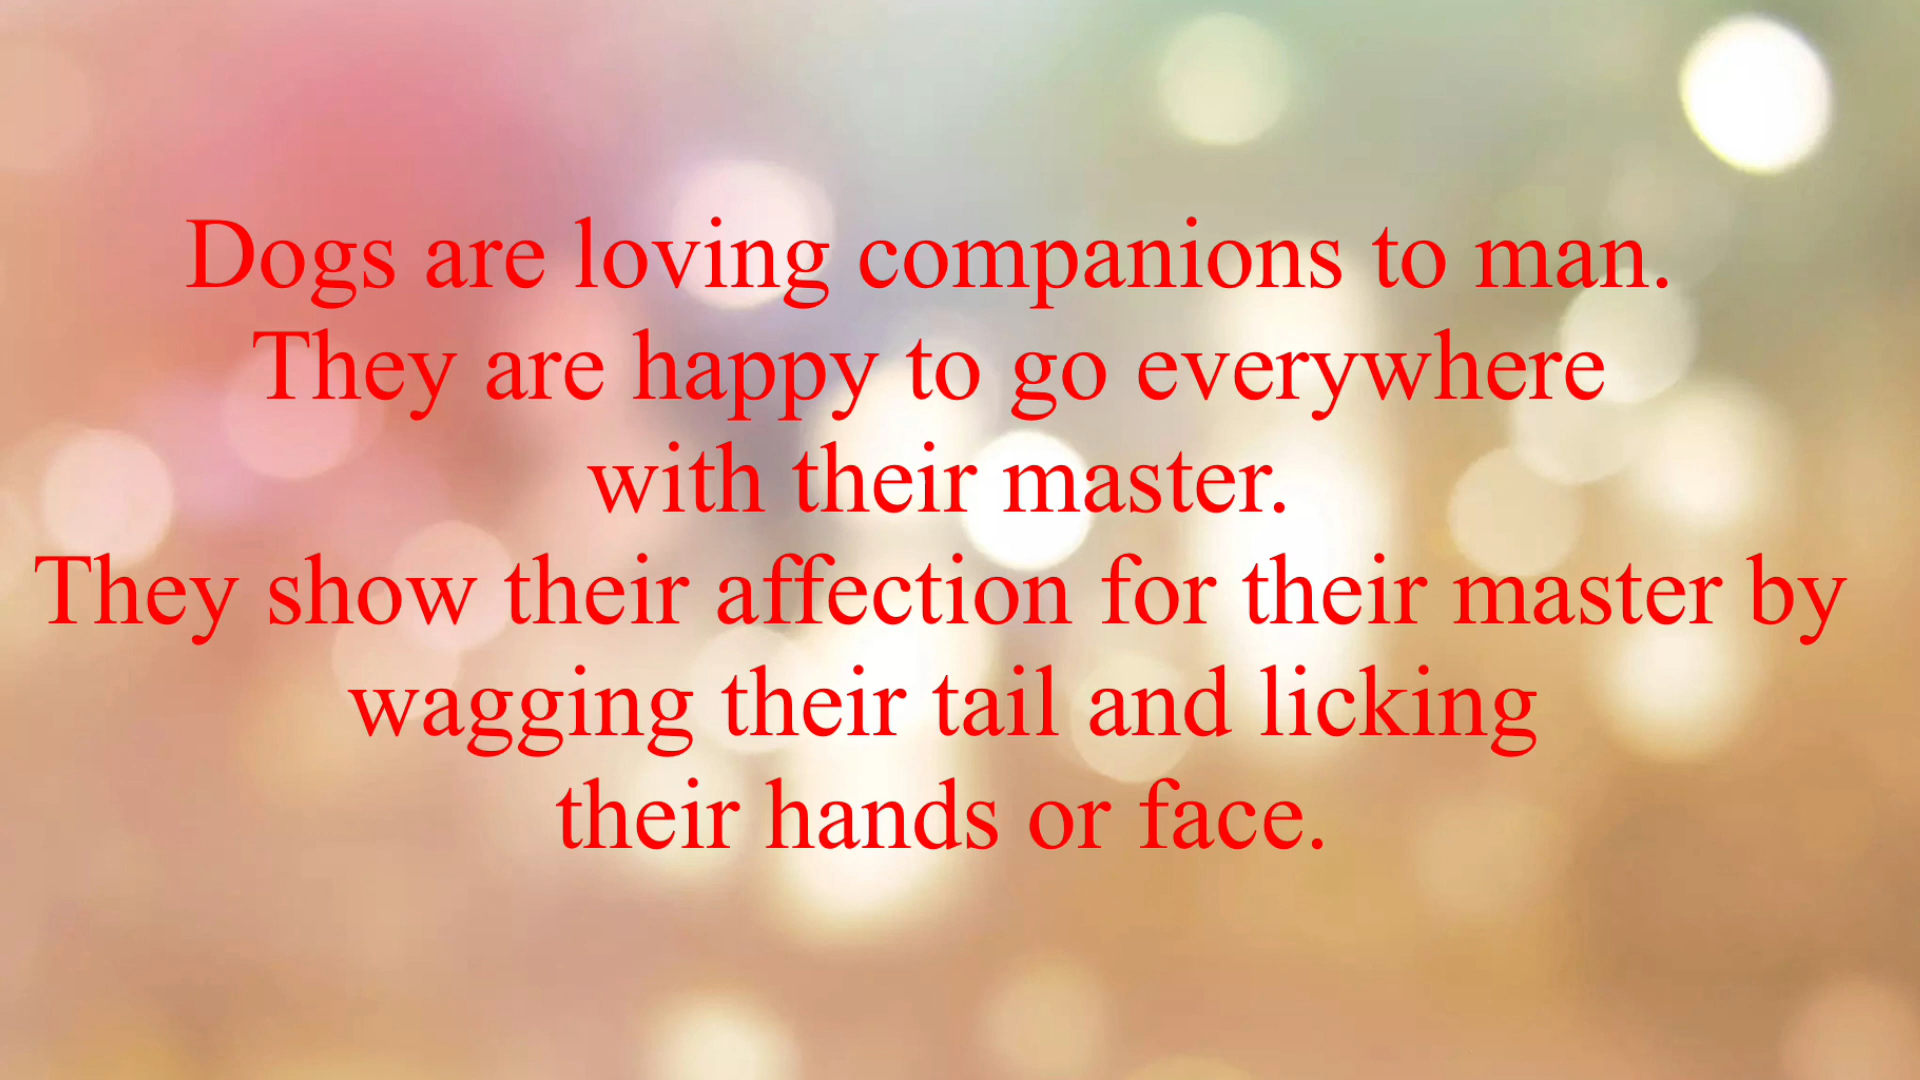 Dogs are loving companions to man.
They are happy to go everywhere
with their master.
They show their affection for their master by
wagging their tail and licking
their hands or face.